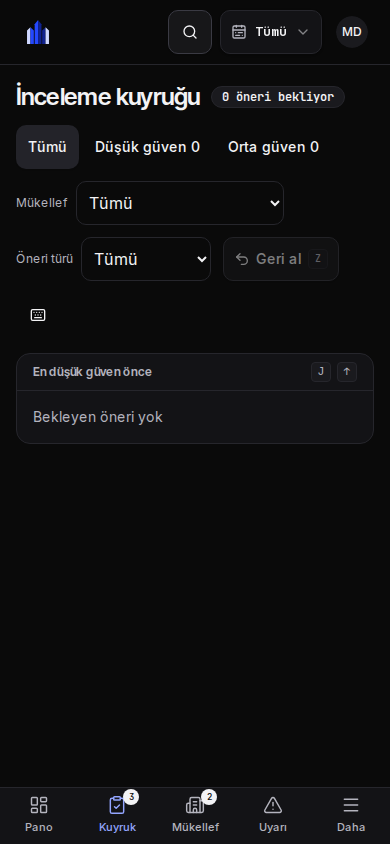 Tümü
MD
İnceleme kuyruğu
0 öneri bekliyor
Tümü
Düşük güven 0
Orta güven 0
Mükellef
Tümü
Öneri türü
Tümü
Geri al
Z
En düşük güven önce
J
↑
Bekleyen öneri yok
3
2
Pano
Kuyruk
Mükellef
Uyarı
Daha